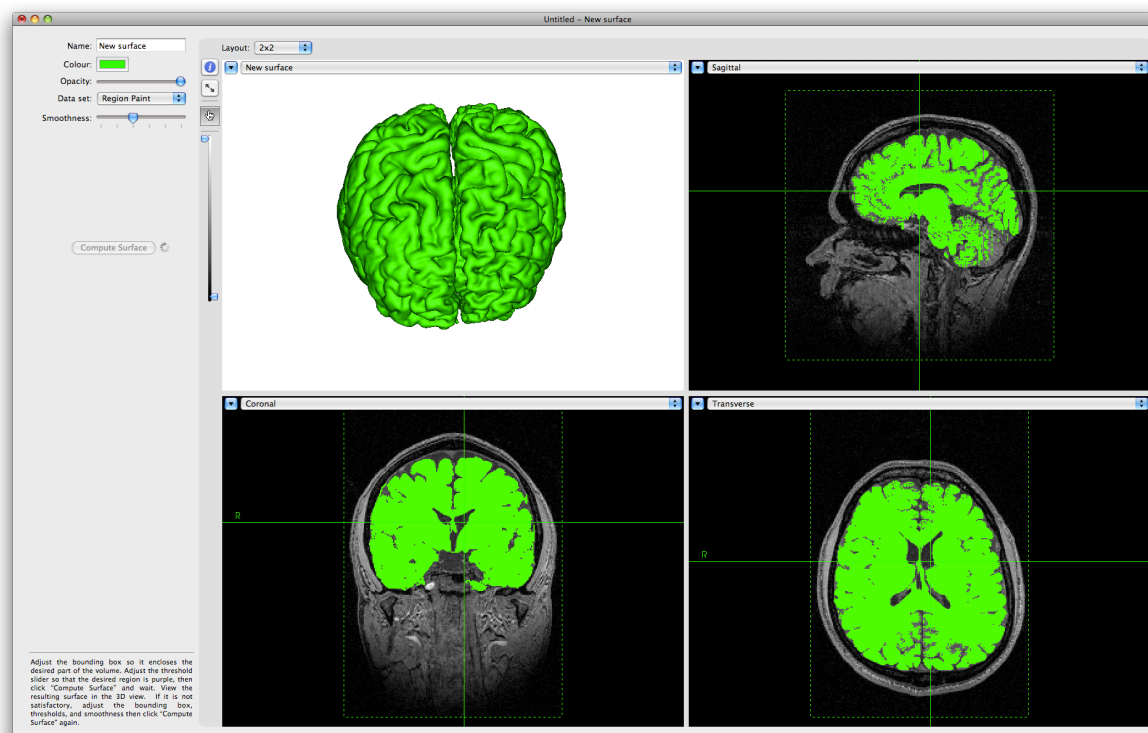 Untitled – New surface
Name: New surface
Colour:
Opacity:
Data set: Region Paint
Smoothness:
Compute Surface
Adjust the bounding box so it encloses the
desired part of the volume. Adjust the threshold
slider so that the desired region is purple, then
click "Compute Surface" and wait. View the
resulting surface in the 3D view. If it is not
satisfactory, adjust the bounding box,
thresholds, and smoothness then click "Compute
Surface" again.
Layout: 2x2
New surface
Sagittal
Coronal
R
Transverse
R